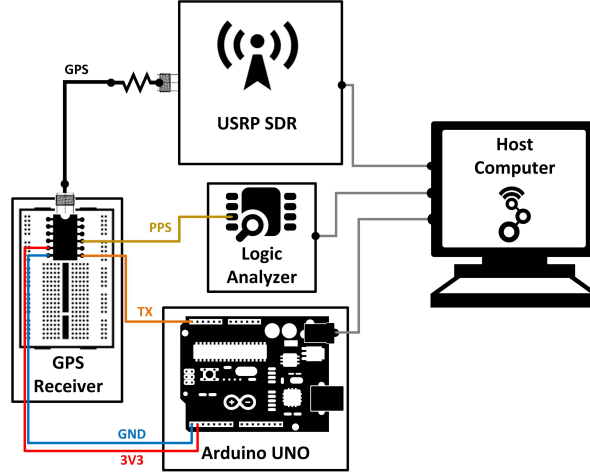 GPS
USRP SDR
Host
Computer
PPS
Logic
Analyzer
TX
GPS
Receiver
GND
3V3
Arduino UNO